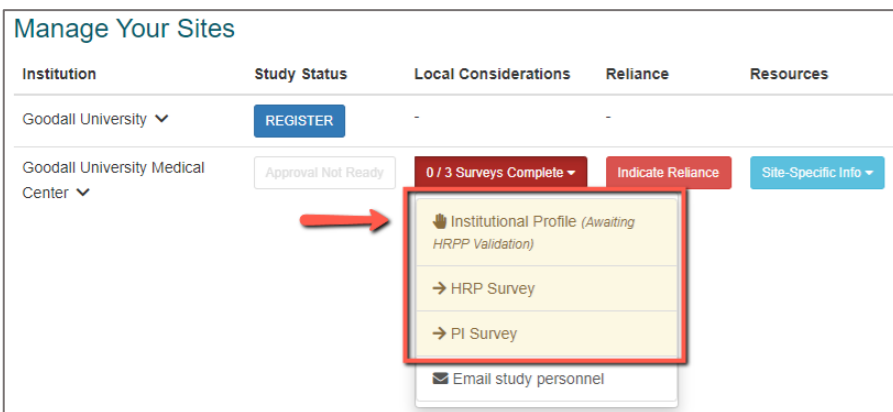 Manage Your Sites
Institution Study Status Local Considerations Reliance Resources
Goodall University REGISTER - -
Goodall University Medical Center Approval Not Ready 0 / 3 Surveys Complete Indicate Reliance Site-Specific Info
Institutional Profile (Awaiting
HRPP Validation)
HRP Survey
PI Survey
Email study personnel